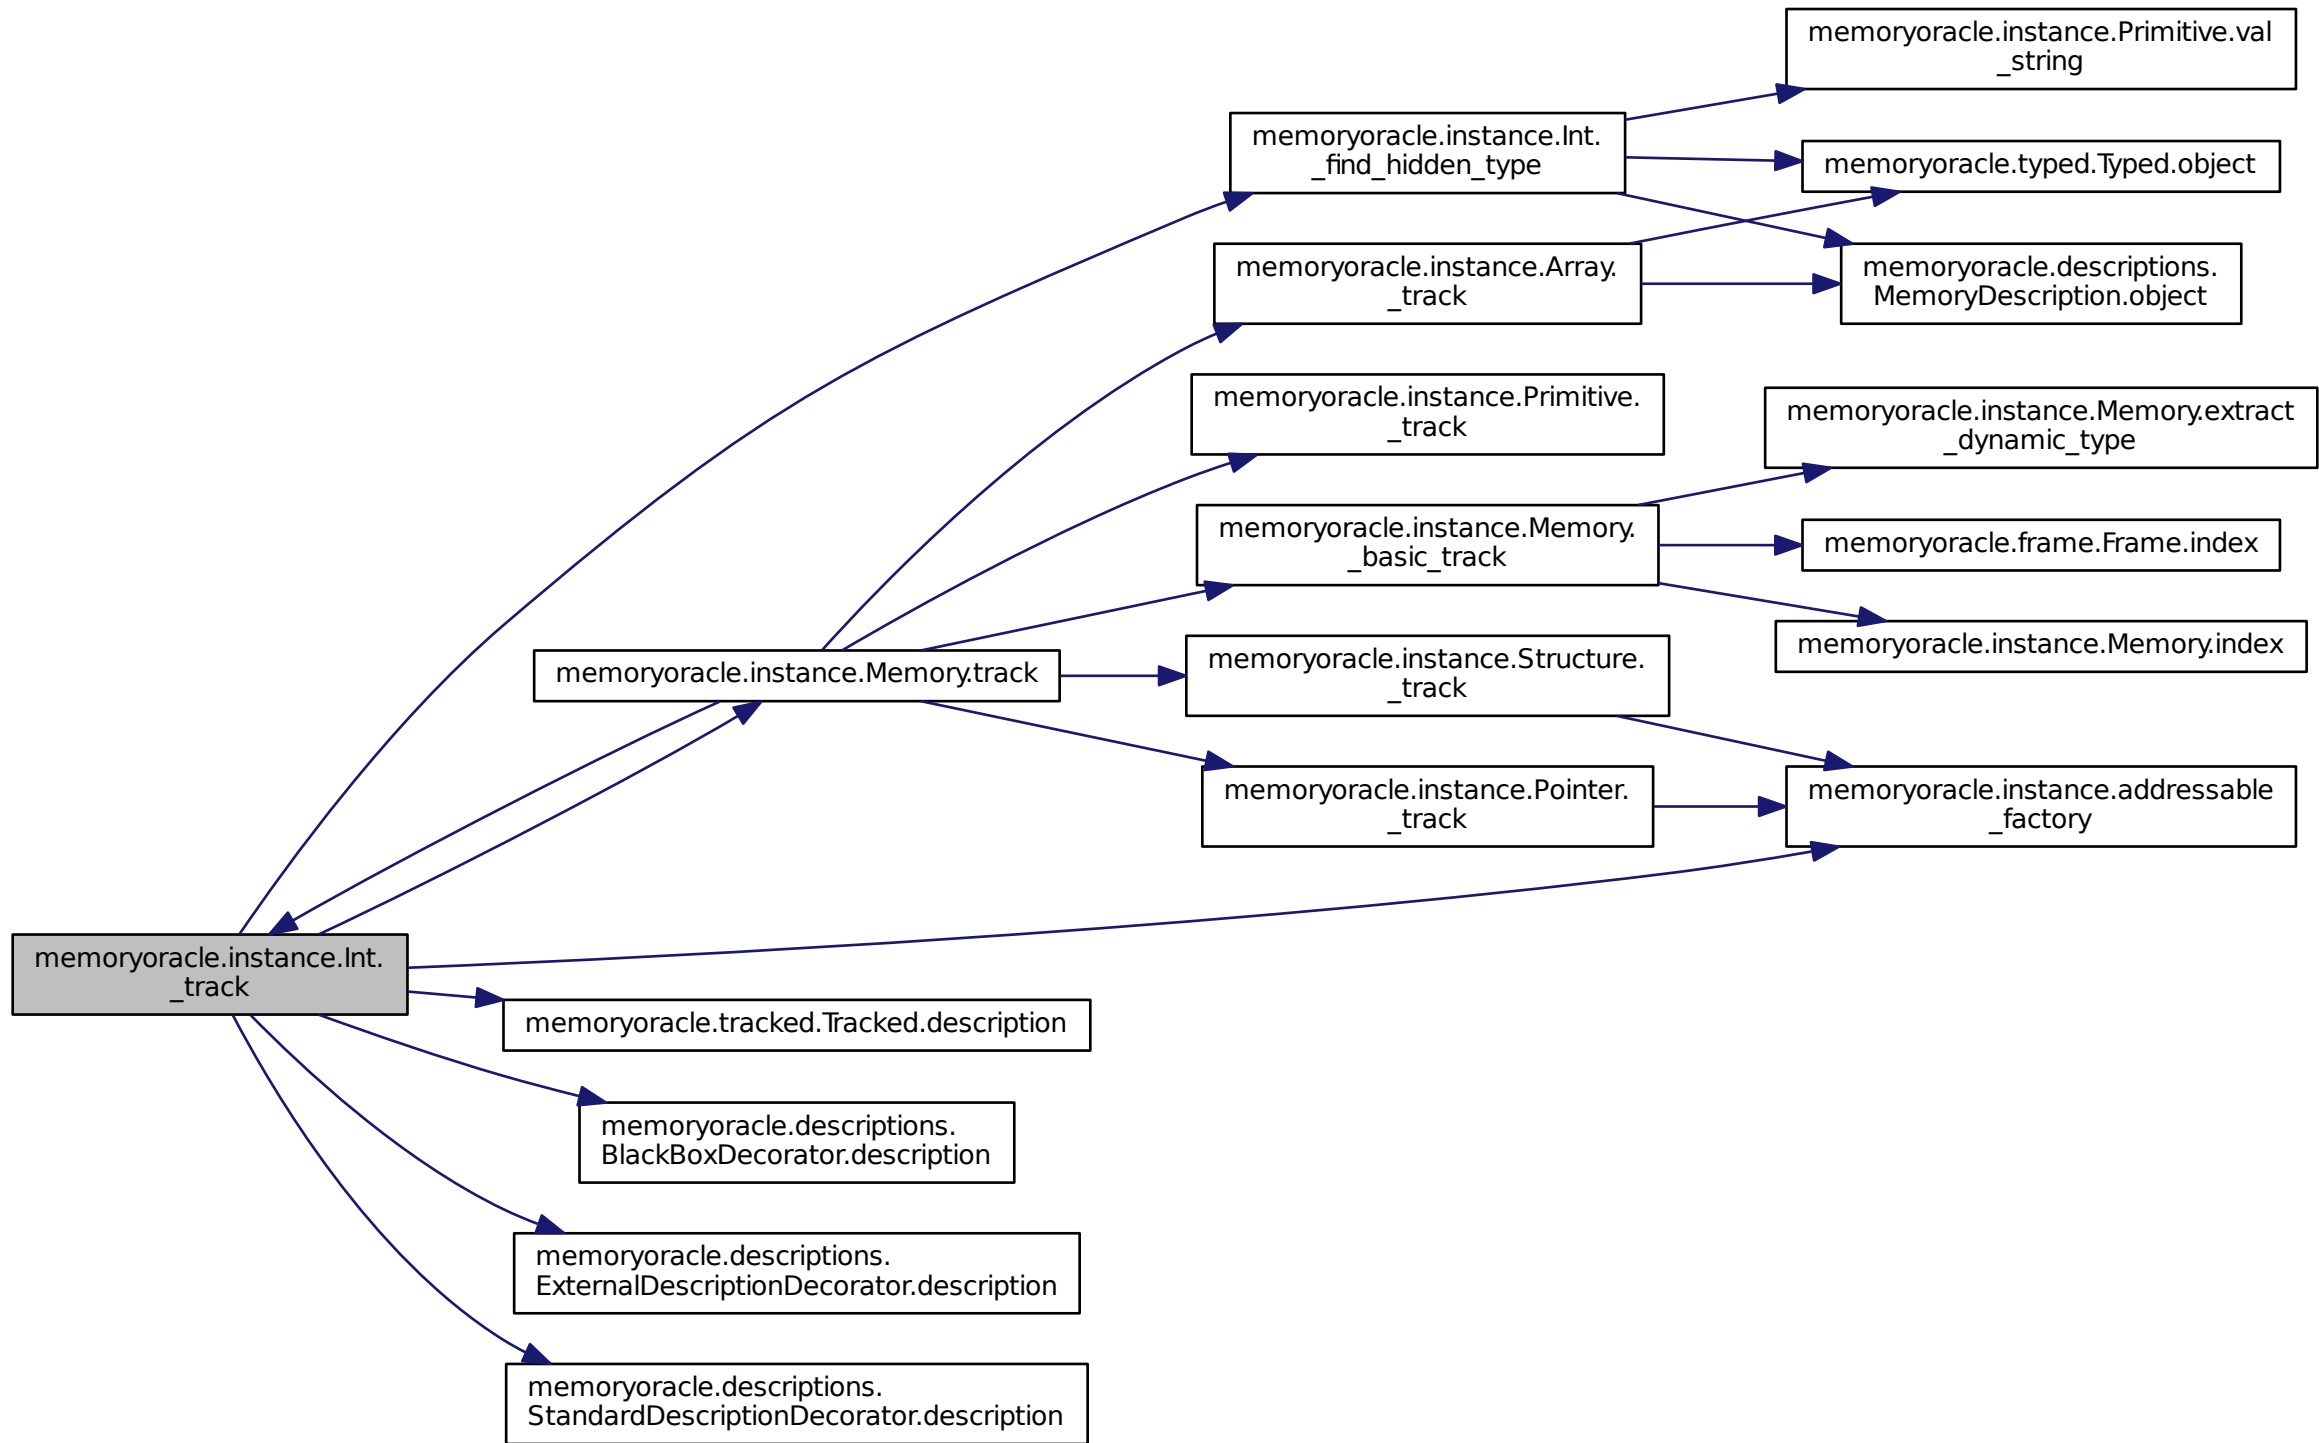 memoryoracle.instance.Primitive.val
_string
memoryoracle.instance.Int.
_find_hidden_type
memoryoracle.typed.Typed.object
memoryoracle.instance.Array.
_track
memoryoracle.descriptions.
MemoryDescription.object
memoryoracle.instance.Primitive.
_track
memoryoracle.instance.Memory.extract
_dynamic_type
memoryoracle.instance.Memory.
_basic_track
memoryoracle.frame.Frame.index
memoryoracle.instance.Memory.index
memoryoracle.instance.Memory.track
memoryoracle.instance.Structure.
_track
memoryoracle.instance.Pointer.
_track
memoryoracle.instance.addressable
_factory
memoryoracle.instance.Int.
_track
memoryoracle.tracked.Tracked.description
memoryoracle.descriptions.
BlackBoxDecorator.description
memoryoracle.descriptions.
ExternalDescriptionDecorator.description
memoryoracle.descriptions.
StandardDescriptionDecorator.description